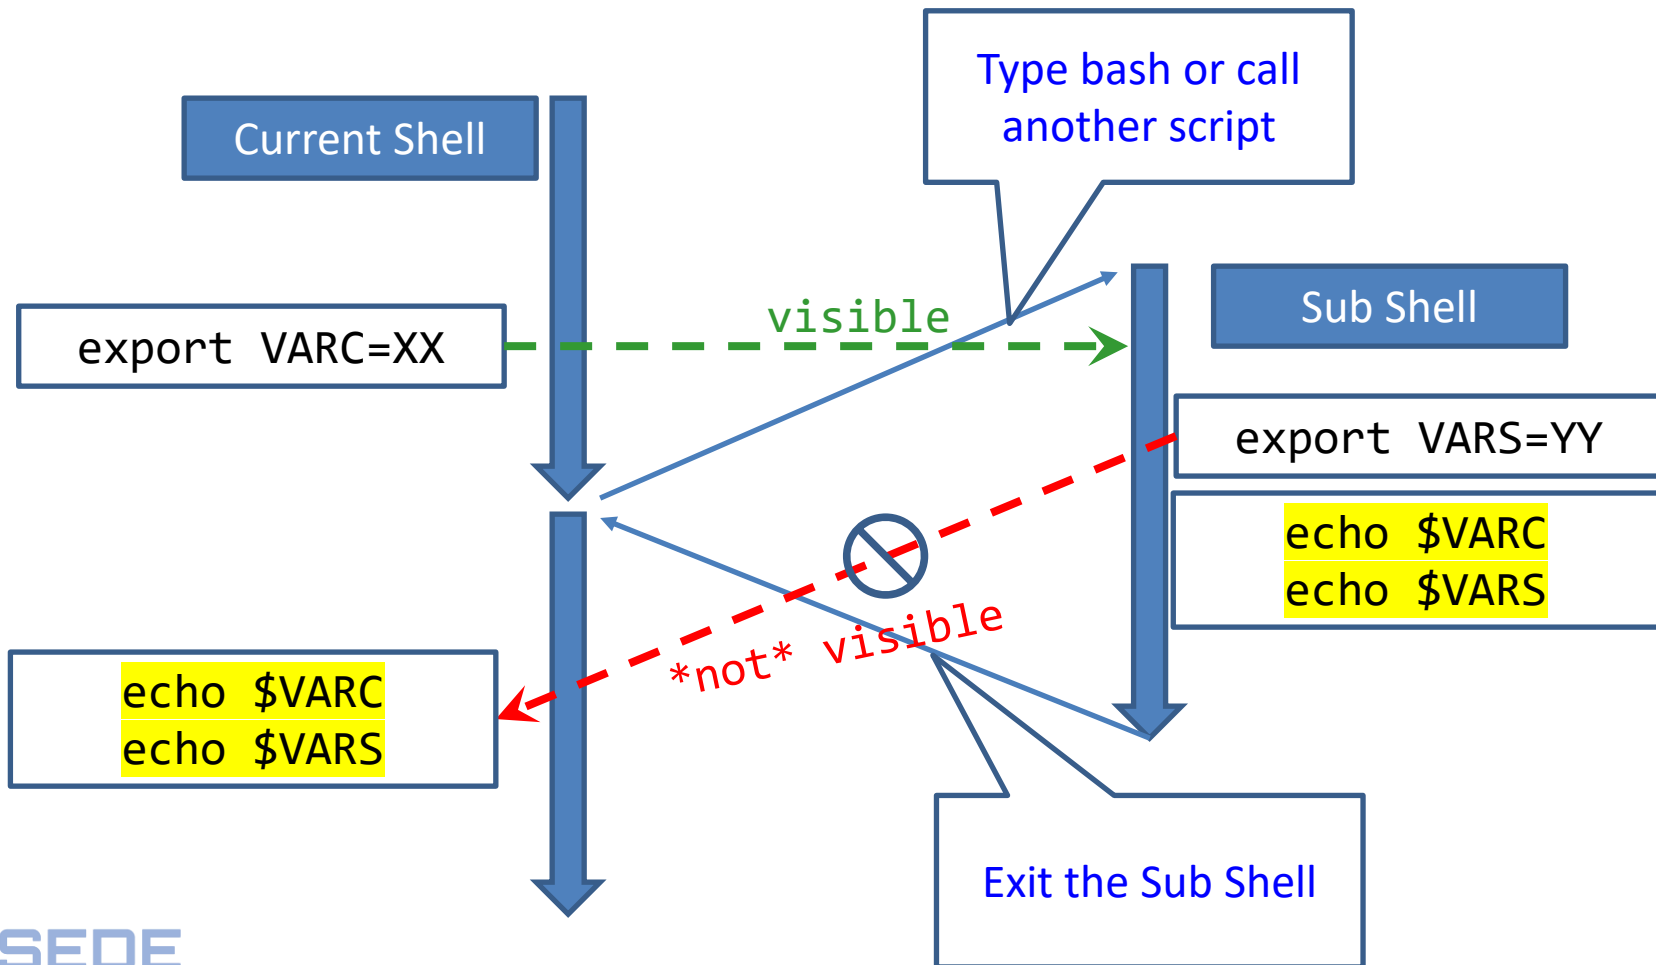 Type bash or call
another script
Current Shell
Sub Shell
visible
export VARC=XX
export VARS=YY
echo $VARC
echo $VARS
*not* visible
echo $VARC
echo $VARS
Exit the Sub Shell
SEDE